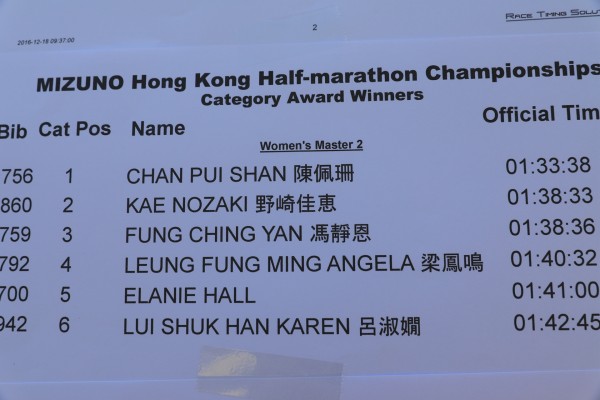 RACE TIMING SOLUT
2
2016-12-18 09:37:00
MIZUNO Hong Kong Half-marathon Championships
Category Award Winners
Bib Cat Pos Name Official Tim
Women's Master 2
756 1 CHAN PUI SHAN 陳佩珊 01:33:38
860 2 KAE NOZAKI 野崎佳恵 01:38:33
759 3 FUNG CHING YAN 馮靜恩 01:38:36
792 4 LEUNG FUNG MING ANGELA 梁鳳鳴 01:40:32
700 5 ELANIE HALL 01:41:00
942 6 LUI SHUK HAN KAREN 呂淑嫺 01:42:45